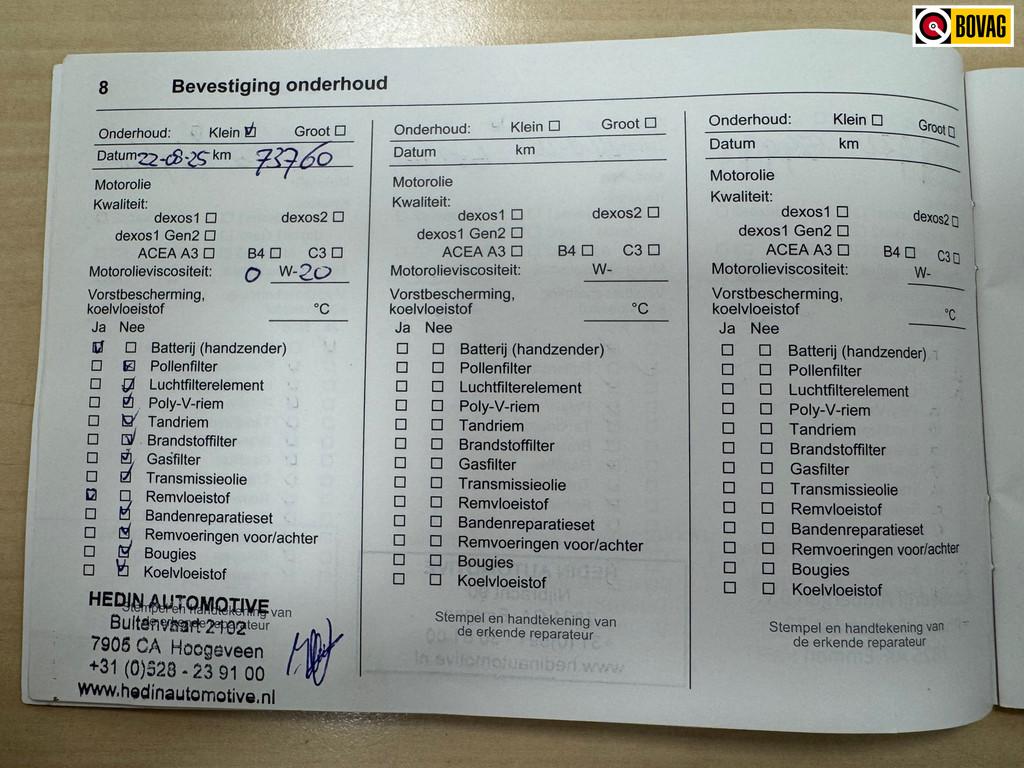 BOVAG
8 Bevestiging onderhoud
Onderhoud: Klein Groot
Datum 22-08-25 km 73760
Motorolie
Kwaliteit:
dexos1 dexos2
dexos1 Gen2
ACEA A3 B4 C3
Motorolieviscositeit: 0 W-20
Vorstbescherming,
koelvloeistof °C
Ja Nee
Batterij (handzender)
Pollenfilter
Luchtfilterelement
Poly-V-riem
Tandriem
Brandstoffilter
Gasfilter
Transmissieolie
Remvloeistof
Bandenreparatieset
Remvoeringen voor/achter
Bougies
Koelvloeistof
Stempel en handtekening van
de erkende reparateur
HEDIN AUTOMOTIVE
Buitenvaart 2102
7905 CA Hoogeveen
+31 (0)528 - 23 91 00
www.hedinautomotive.nl
Onderhoud: Klein Groot
Datum km
Motorolie
Kwaliteit:
dexos1 dexos2
dexos1 Gen2
ACEA A3 B4 C3
Motorolieviscositeit: W-
Vorstbescherming,
koelvloeistof °C
Ja Nee
Batterij (handzender)
Pollenfilter
Luchtfilterelement
Poly-V-riem
Tandriem
Brandstoffilter
Gasfilter
Transmissieolie
Remvloeistof
Bandenreparatieset
Remvoeringen voor/achter
Bougies
Koelvloeistof
Stempel en handtekening van
de erkende reparateur
Onderhoud: Klein Groot
Datum km
Motorolie
Kwaliteit:
dexos1 dexos2
dexos1 Gen2
ACEA A3 B4 C3
Motorolieviscositeit: W-
Vorstbescherming,
koelvloeistof °C
Ja Nee
Batterij (handzender)
Pollenfilter
Luchtfilterelement
Poly-V-riem
Tandriem
Brandstoffilter
Gasfilter
Transmissieolie
Remvloeistof
Bandenreparatieset
Remvoeringen voor/achter
Bougies
Koelvloeistof
Stempel en handtekening van
de erkende reparateur